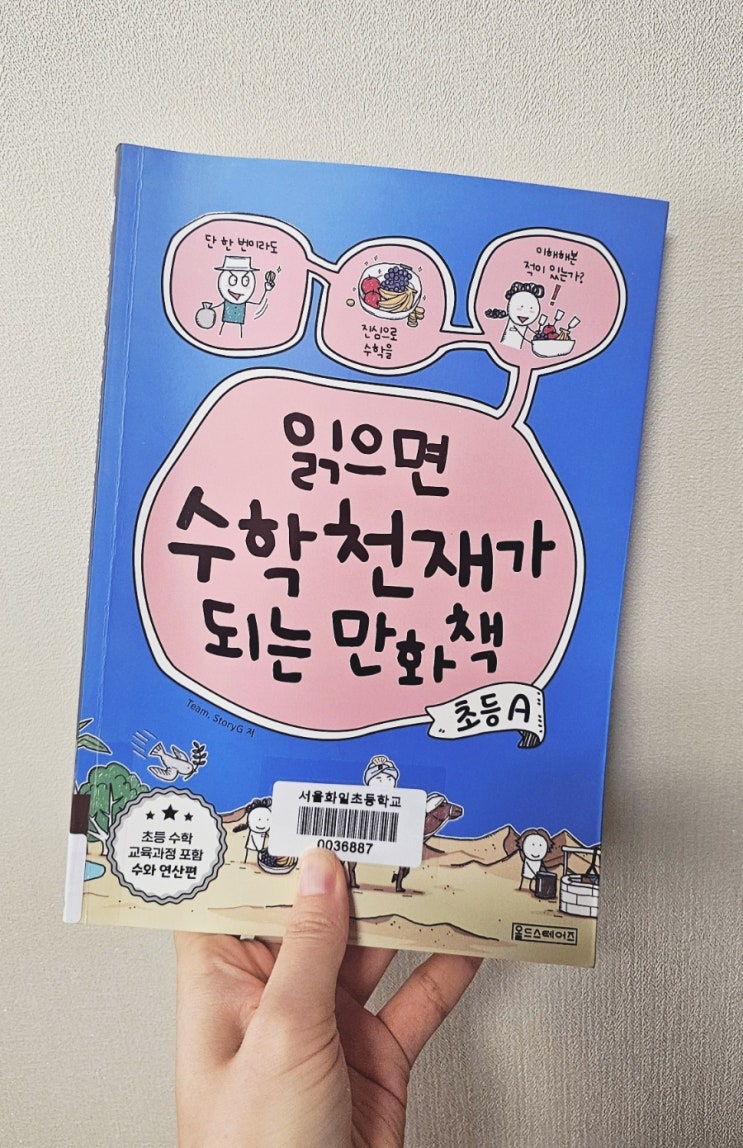 단 한 번이라도
진심으로
수학을
이해해본
적이 있는가?
!
읽으면
수학천재가
되는 만화책
초등 A
Team. StoryG 저
초등 수학
교육과정 포함
수와 연산편
서울화일초등학교
0036887
올드스테어즈